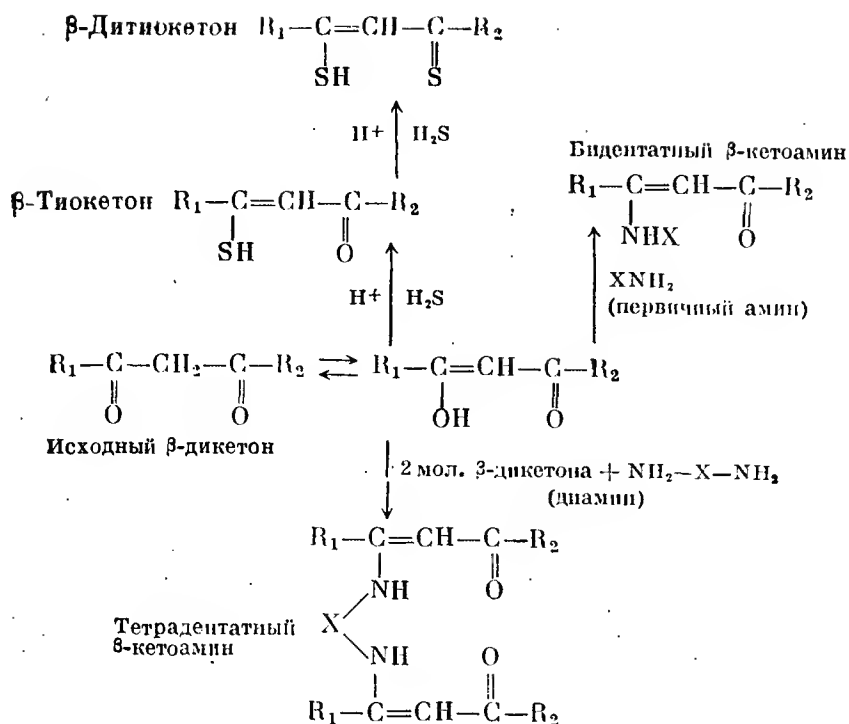 β-Дитиокетон R₁—C=CH—C—R₂
SH S
H+ H₂S
Бидентатный β-кетоамин
R₁—C=CH—C—R₂
NHX O
β-Тиокетон R₁—C=CH—C—R₂
SH O
XNH₂
(первичный амин)
H+ H₂S
R₁—C—CH₂—C—R₂ ⇄ R₁—C=CH—C—R₂
O O OH O
Исходный β-дикетон
2 мол. β-дикетона + NH₂—X—NH₂
(диамин)
R₁—C=CH—C—R₂
NH O
Тетрадентатный X
β-кетоамин
NH O
R₁—C=CH—C—R₂